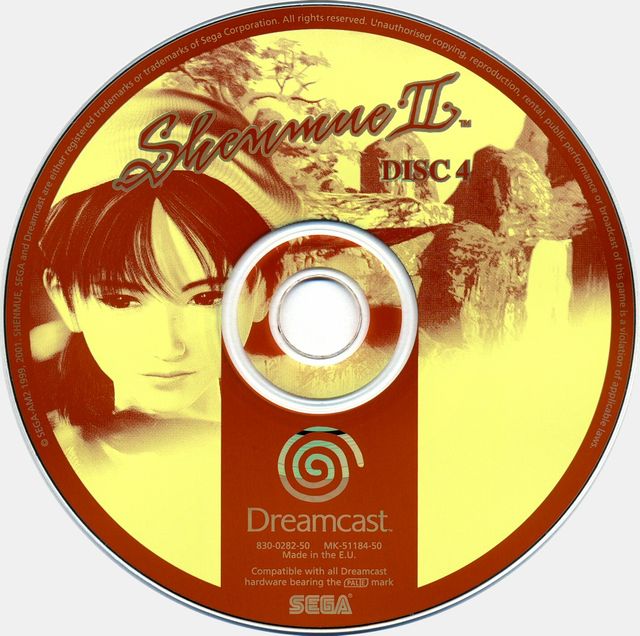 © SEGA-AM2 1999, 2001. SHENMUE, SEGA and Dreamcast are either registered trademarks or trademarks of Sega Corporation. All rights reserved. Unauthorised copying, reproduction, rental, public performance or broadcast of this game is a violation of applicable laws.
Shenmue II™
DISC 4
Dreamcast™
830-0282-50 MK-51184-50
Made in the E.U.
Compatible with all Dreamcast
hardware bearing the PAL/E mark
SEGA®